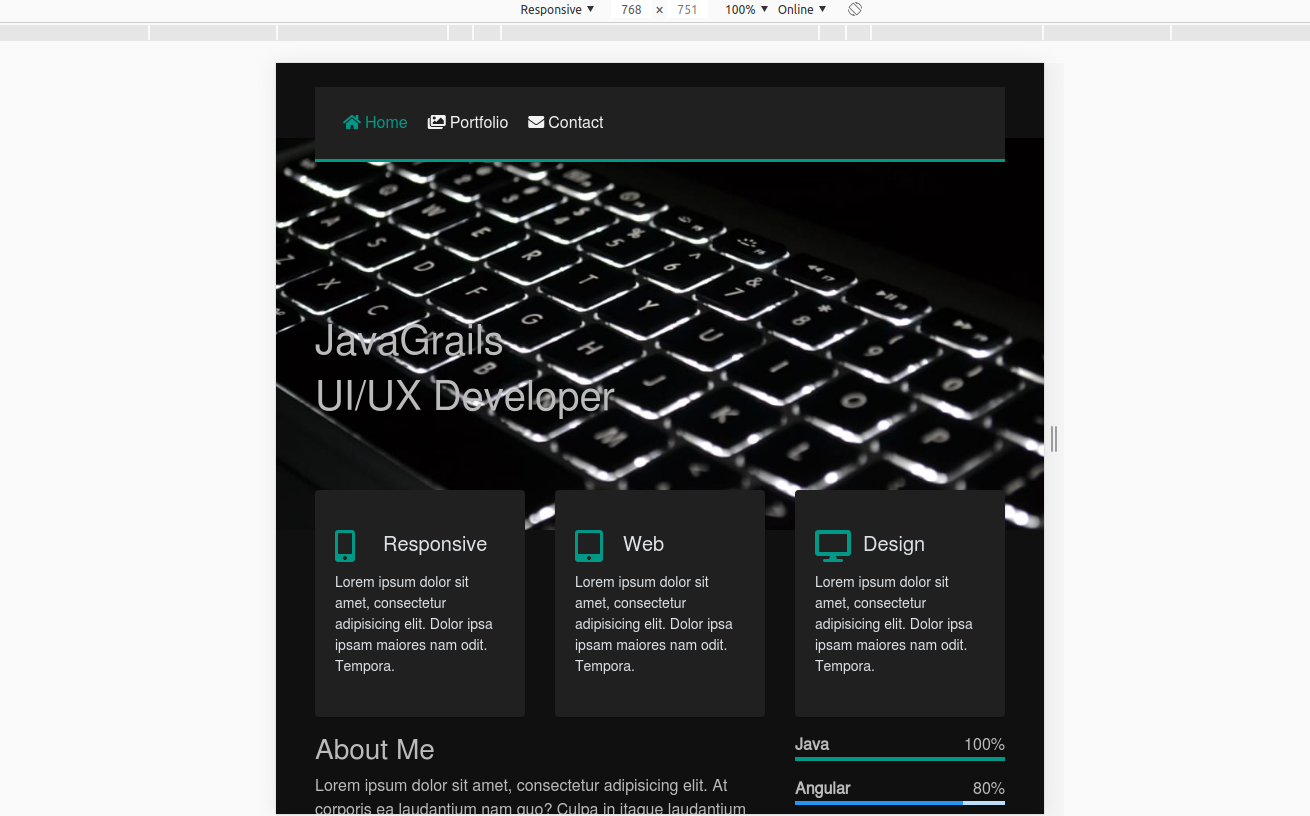 Responsive ▼ 768 × 751 100% ▼ Online ▼
Home Portfolio Contact
JavaGrails
UI/UX Developer
Responsive
Lorem ipsum dolor sit
amet, consectetur
adipisicing elit. Dolor ipsa
ipsam maiores nam odit.
Tempora.
Web
Lorem ipsum dolor sit
amet, consectetur
adipisicing elit. Dolor ipsa
ipsam maiores nam odit.
Tempora.
Design
Lorem ipsum dolor sit
amet, consectetur
adipisicing elit. Dolor ipsa
ipsam maiores nam odit.
Tempora.
About Me
Lorem ipsum dolor sit amet, consectetur adipisicing elit. At
corporis ea laudantium nam quo? Culpa in itaque laudantium
Java 100%
Angular 80%